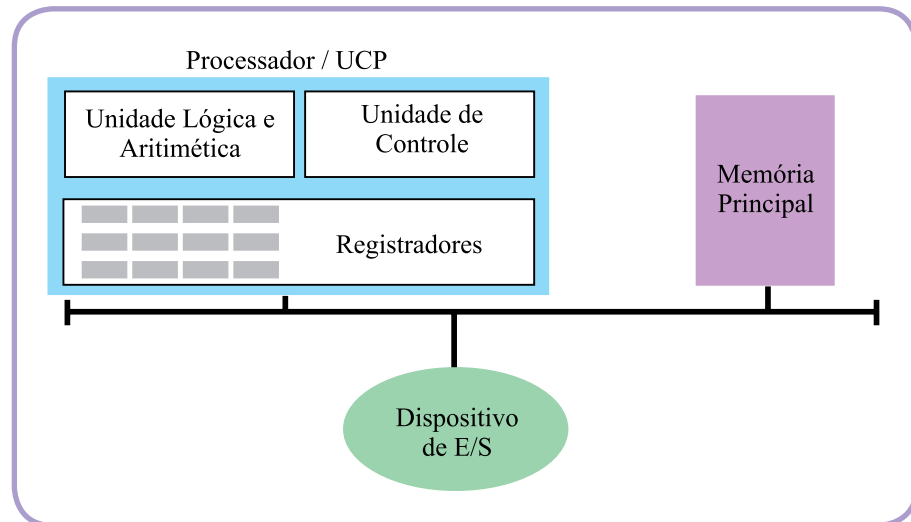 Processador / UCP
Unidade Lógica e
Aritimética
Unidade de
Controle
Registradores
Memória
Principal
Dispositivo
de E/S